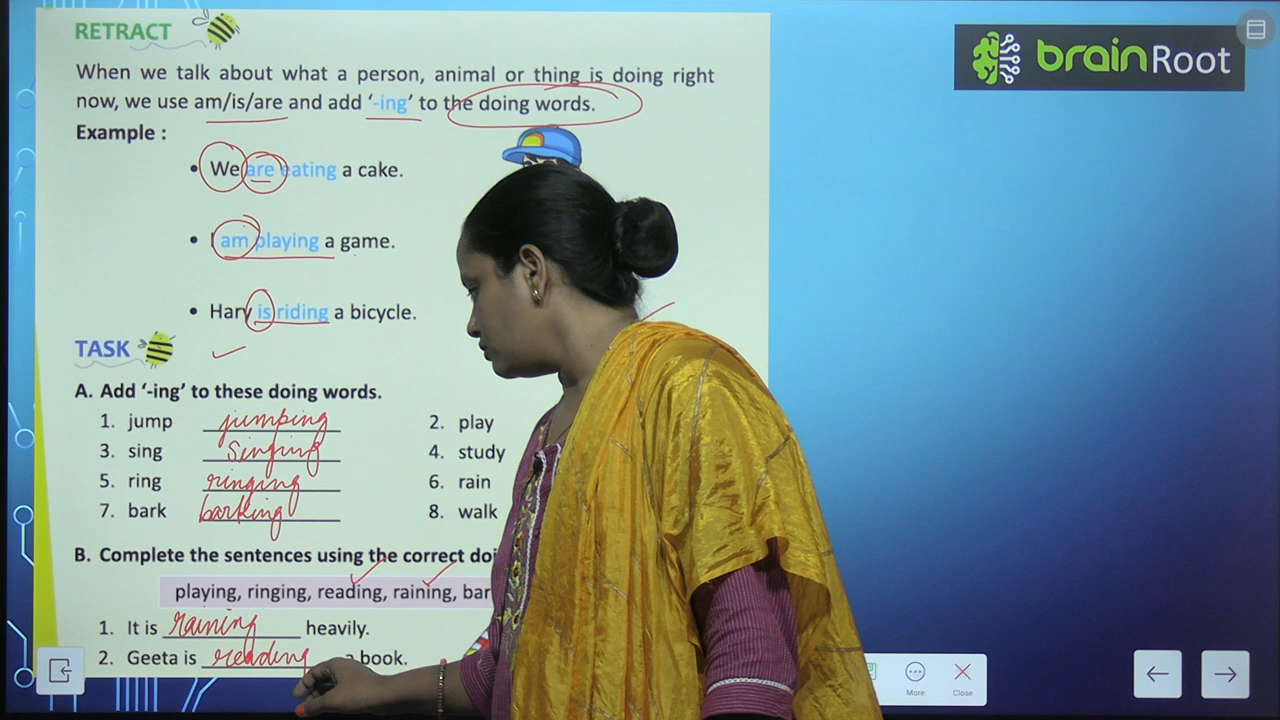 RETRACT
brainRoot
When we talk about what a person, animal or thing is doing right
now, we use am/is/are and add ‘-ing’ to the doing words.
Example :
• We are eating a cake.
• I am playing a game.
• Hary is riding a bicycle.
TASK
A. Add ‘-ing’ to these doing words.
1. jump jumping 2. play
3. sing singing 4. study
5. ring ringing 6. rain
7. bark barking 8. walk
B. Complete the sentences using the correct doi
playing, ringing, reading, raining, bar
1. It is raining heavily.
2. Geeta is reading a book.
More
Close